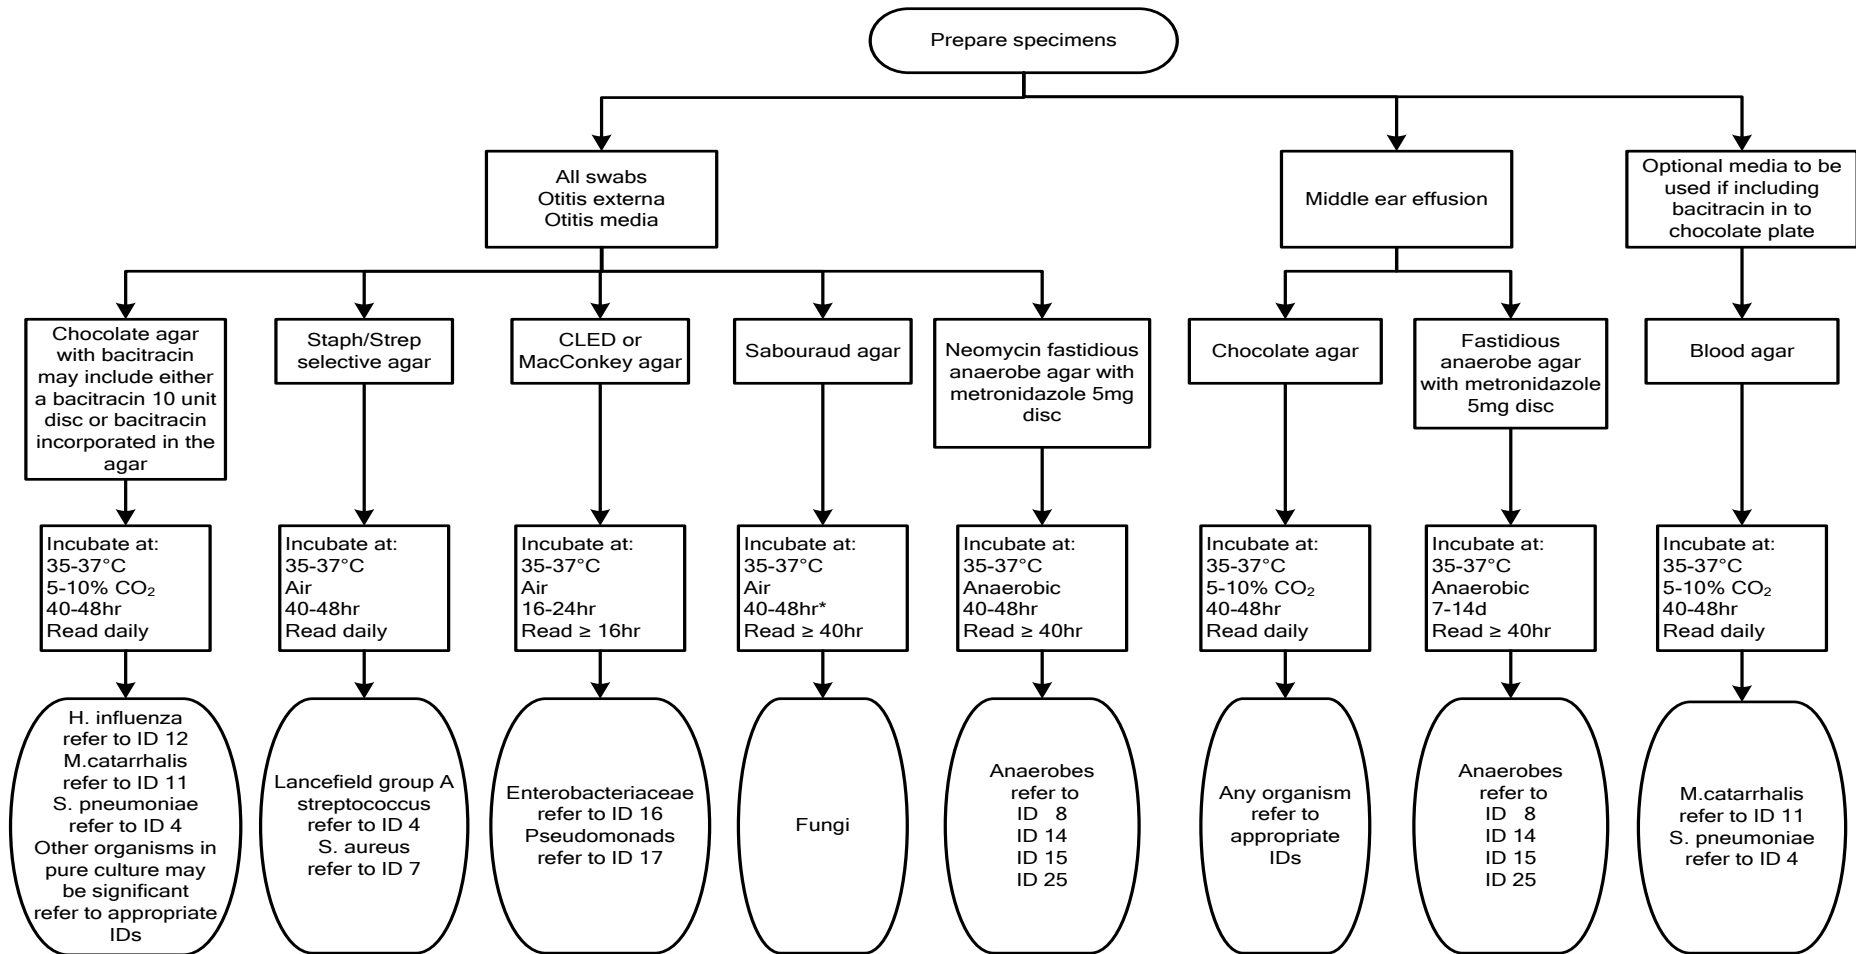 Prepare specimens
All swabs
Otitis externa
Otitis media
Middle ear effusion
Optional media to be
used if including
bacitracin in to
chocolate plate
Chocolate agar
with bacitracin
may include either
a bacitracin 10 unit
disc or bacitracin
incorporated in the
agar
Staph/Strep
selective agar
CLED or
MacConkey agar
Sabouraud agar
Neomycin fastidious
anaerobe agar with
metronidazole 5mg
disc
Chocolate agar
Fastidious
anaerobe agar
with metronidazole
5mg disc
Blood agar
Incubate at:
35-37°C
5-10% CO₂
40-48hr
Read daily
Incubate at:
35-37°C
Air
40-48hr
Read daily
Incubate at:
35-37°C
Air
16-24hr
Read ≥ 16hr
Incubate at:
35-37°C
Air
40-48hr*
Read ≥ 40hr
Incubate at:
35-37°C
Anaerobic
40-48hr
Read ≥ 40hr
Incubate at:
35-37°C
5-10% CO₂
40-48hr
Read daily
Incubate at:
35-37°C
Anaerobic
7-14d
Read ≥ 40hr
Incubate at:
35-37°C
5-10% CO₂
40-48hr
Read daily
H. influenza
refer to ID 12
M.catarrhalis
refer to ID 11
S. pneumoniae
refer to ID 4
Other organisms in
pure culture may
be significant
refer to appropriate
IDs
Lancefield group A
streptococcus
refer to ID 4
S. aureus
refer to ID 7
Enterobacteriaceae
refer to ID 16
Pseudomonads
refer to ID 17
Fungi
Anaerobes
refer to
ID 8
ID 14
ID 15
ID 25
Any organism
refer to
appropriate
IDs
Anaerobes
refer to
ID 8
ID 14
ID 15
ID 25
M.catarrhalis
refer to ID 11
S. pneumoniae
refer to ID 4